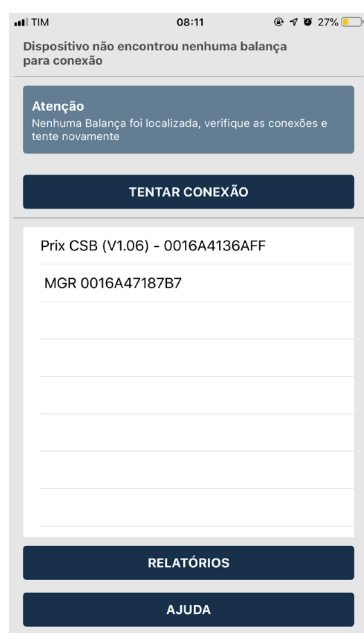 TIM 08:11 27%
Dispositivo não encontrou nenhuma balança
para conexão
Atenção
Nenhuma Balança foi localizada, verifique as conexões e
tente novamente
TENTAR CONEXÃO
Prix CSB (V1.06) - 0016A4136AFF
MGR 0016A47187B7
RELATÓRIOS
AJUDA